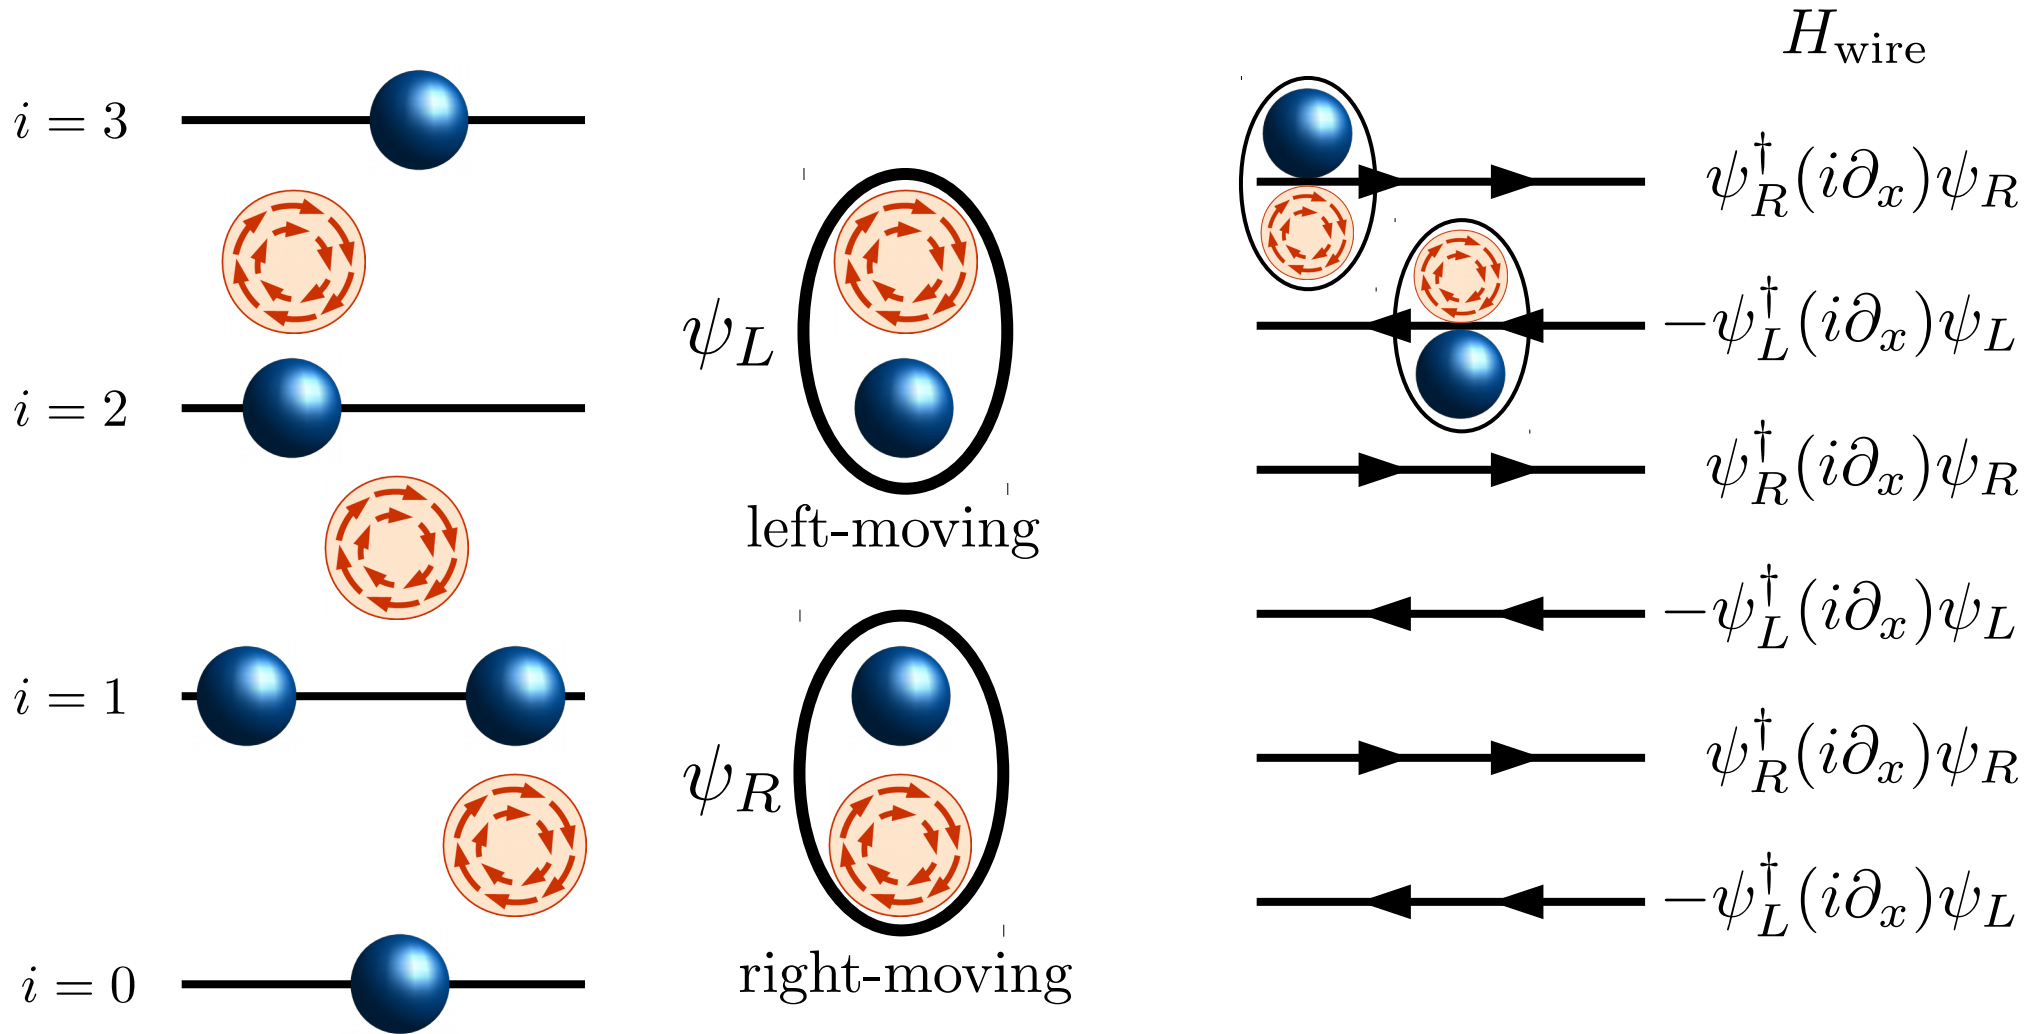 i = 3
i = 2
i = 1
i = 0
ψ_L
left-moving
ψ_R
right-moving
H_wire
ψ_R^†(i∂_x)ψ_R
−ψ_L^†(i∂_x)ψ_L
ψ_R^†(i∂_x)ψ_R
−ψ_L^†(i∂_x)ψ_L
ψ_R^†(i∂_x)ψ_R
−ψ_L^†(i∂_x)ψ_L